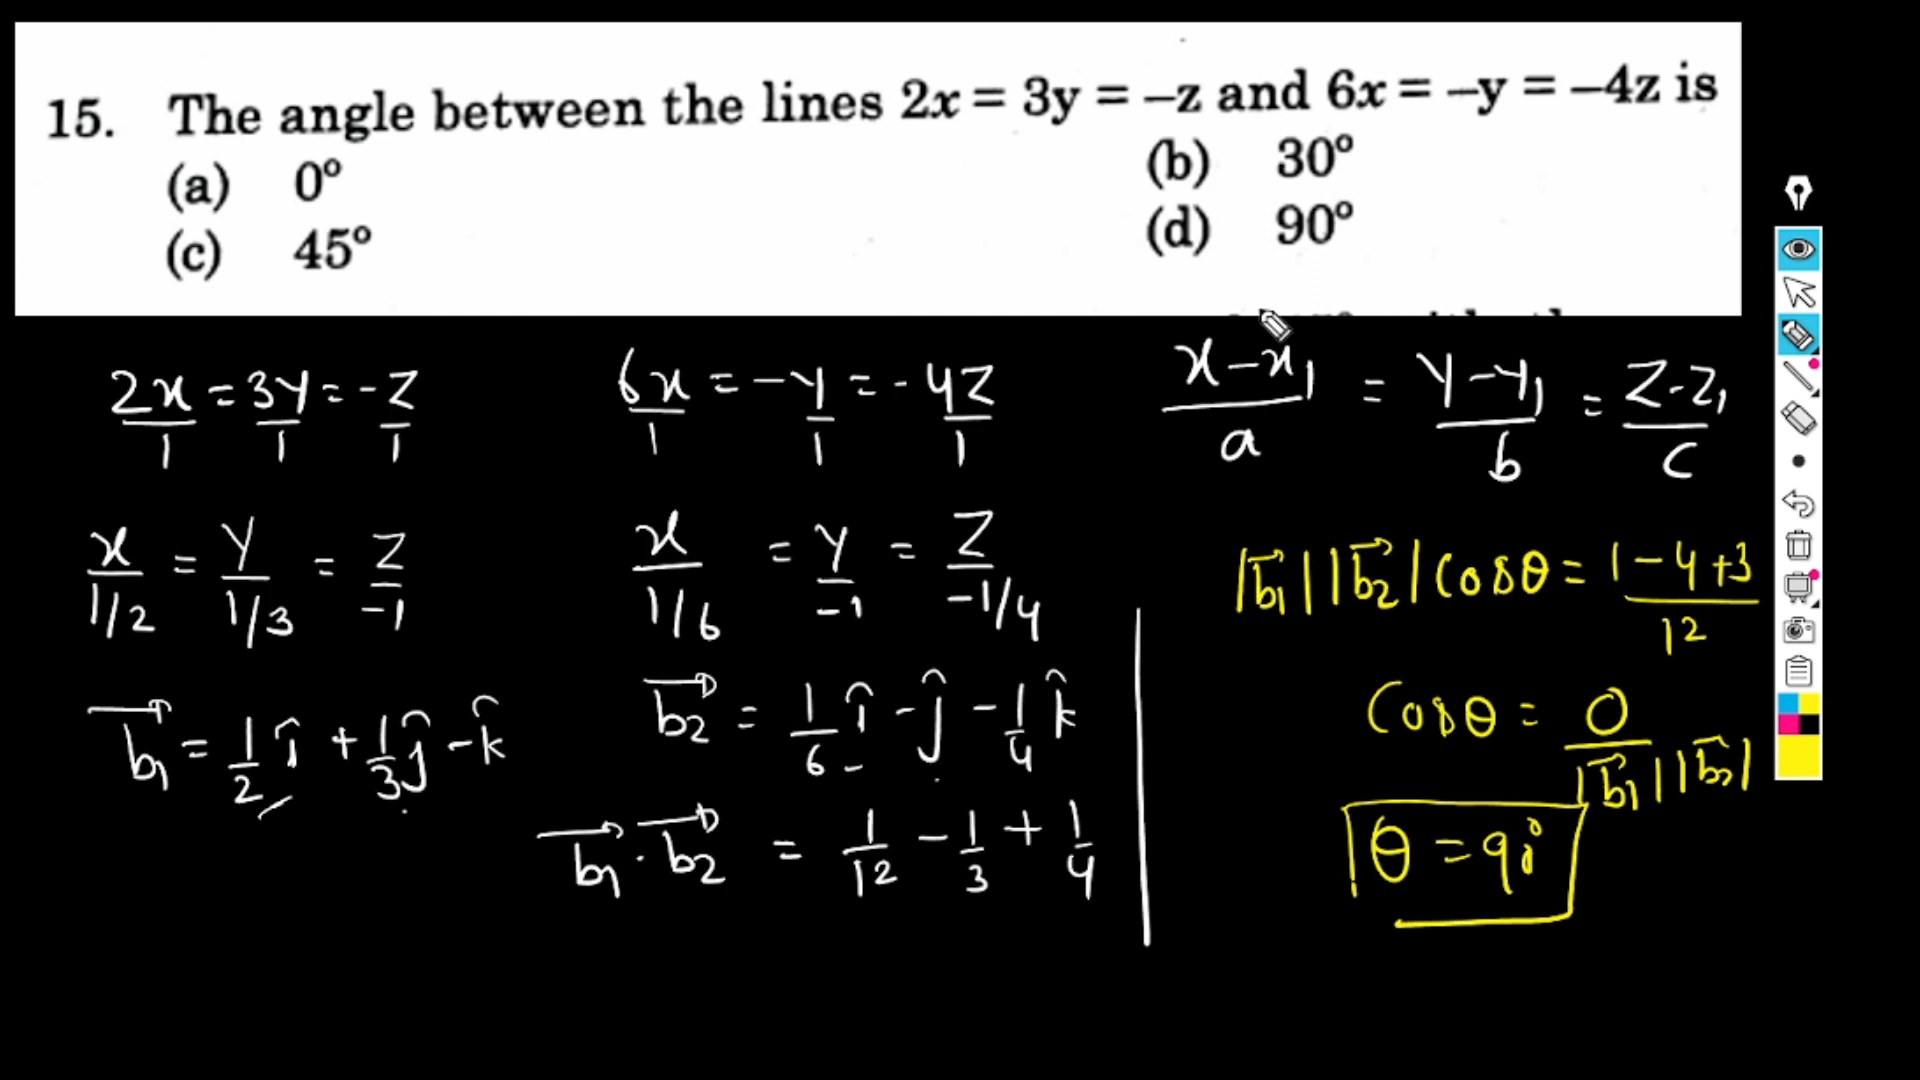 15. The angle between the lines 2x = 3y = –z and 6x = –y = –4z is
(a) 0° (b) 30°
(c) 45° (d) 90°
2x/1 = 3y/1 = -z/1
x/(1/2) = y/(1/3) = z/-1
b₁⃗ = 1/2 î + 1/3 ĵ - k̂
6x/1 = -y/1 = -4z/1
x/(1/6) = y/-1 = z/(-1/4)
b₂⃗ = 1/6 î - ĵ - 1/4 k̂
b₁⃗ · b₂⃗ = 1/12 - 1/3 + 1/4
(x-x₁)/a = (y-y₁)/b = (z-z₁)/c
|b₁⃗||b₂⃗| cosθ = (1-4+3)/12
cosθ = 0/(|b₁⃗||b₂⃗|)
θ = 90°